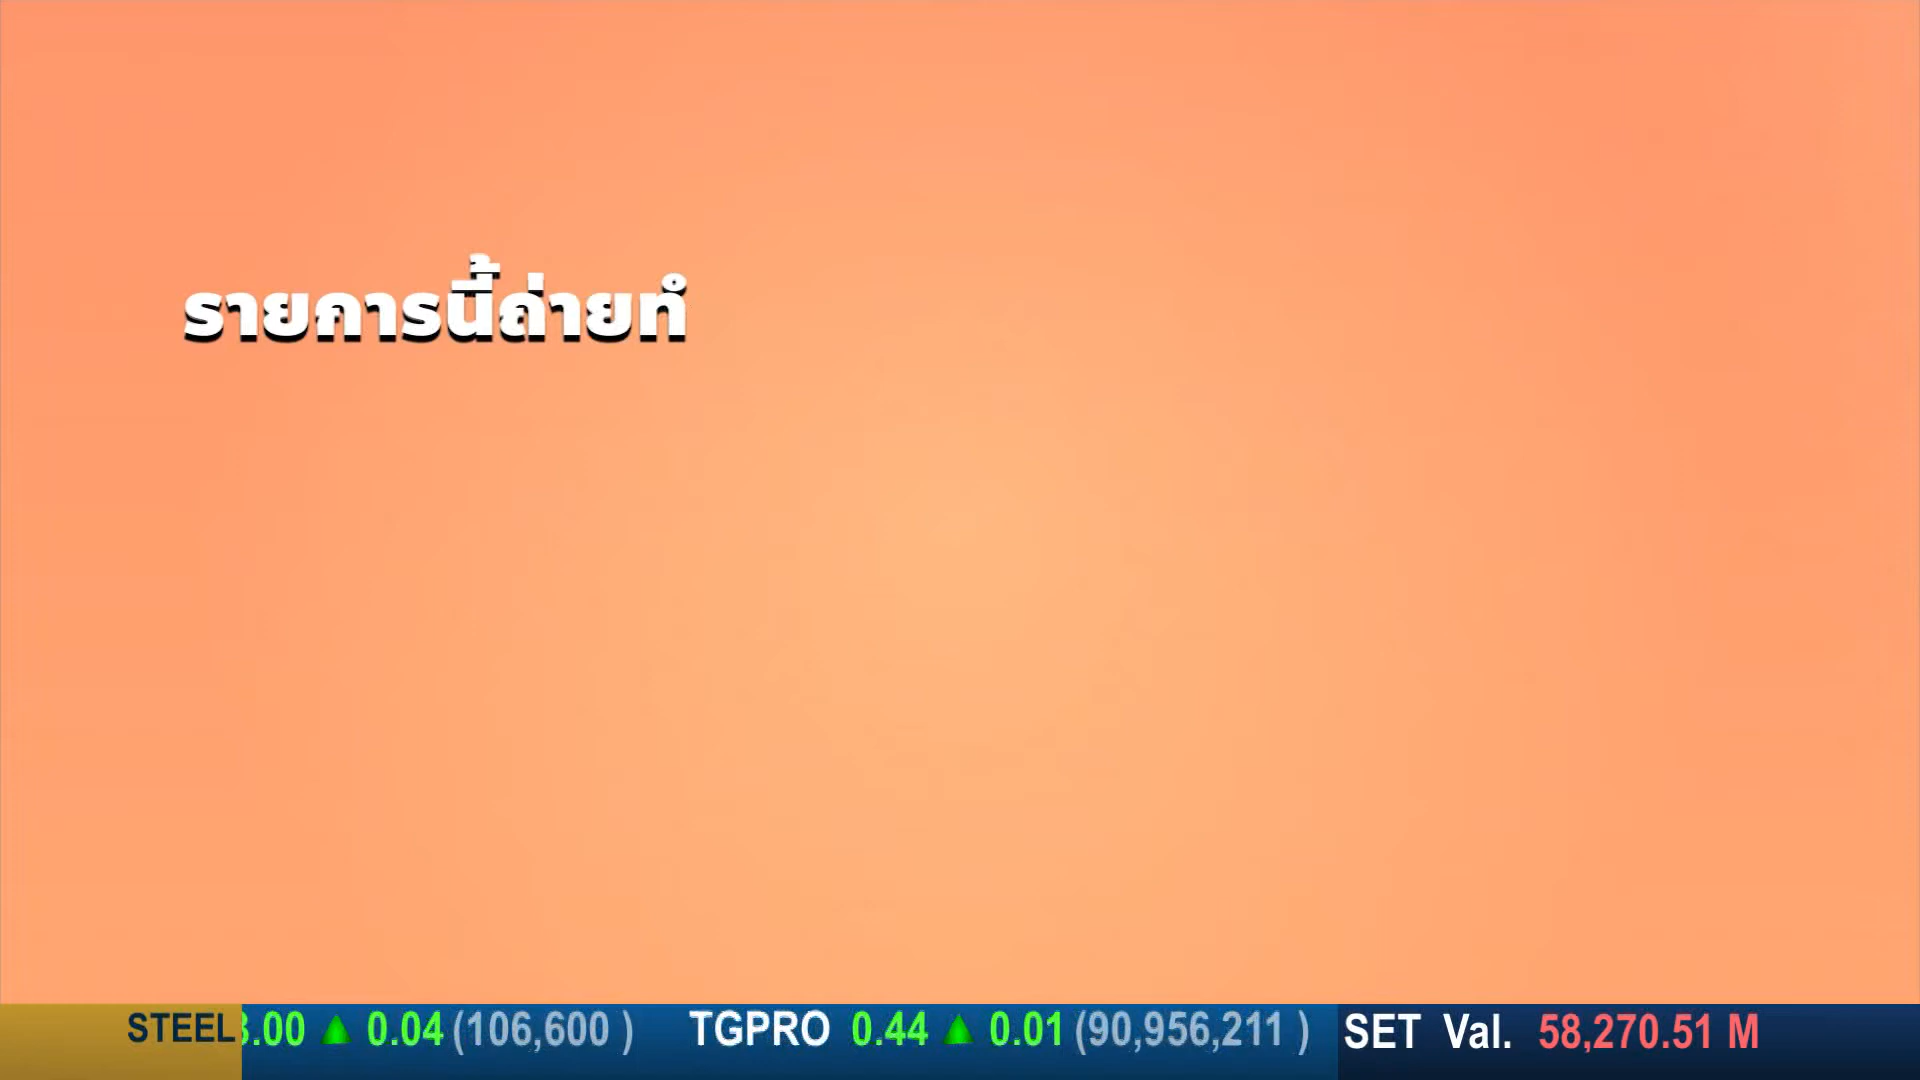 รายการนี้ถ่ายทํ
STEEL .00 ▲ 0.04 (106,600 ) TGPRO 0.44 ▲ 0.01 (90,956,211 ) SET Val. 58,270.51 M